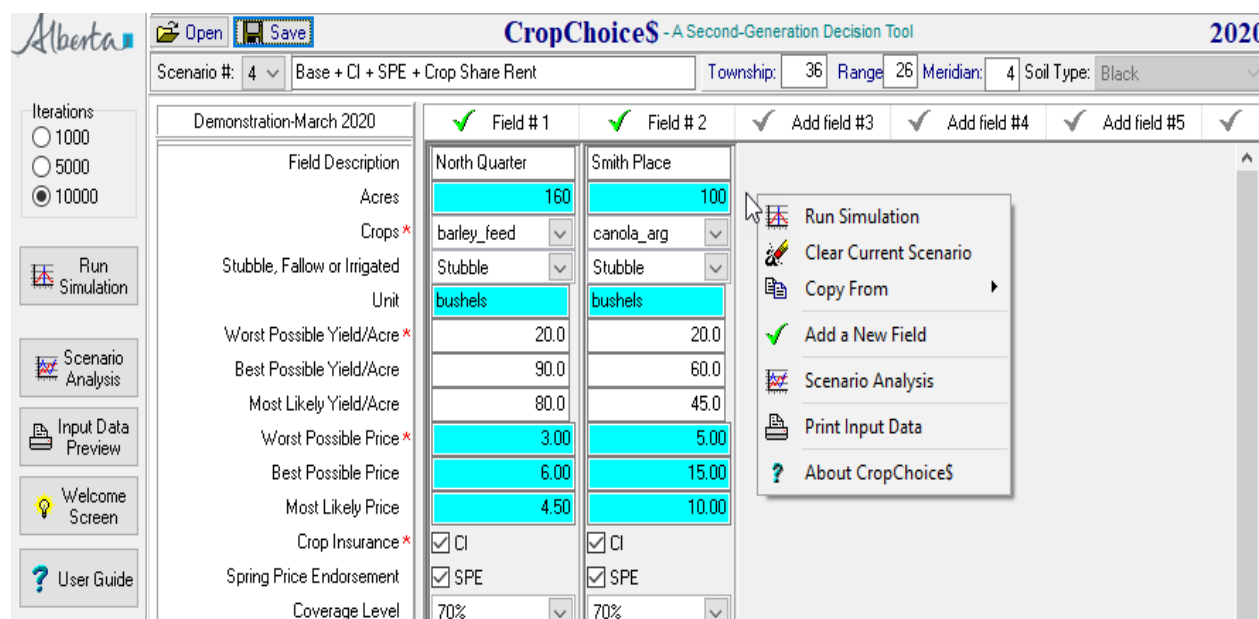 Alberta
Open Save CropChoice$ - A Second-Generation Decision Tool
Scenario #: 4 Base + CI + SPE + Crop Share Rent Township: 36 Range 26 Meridian: 4 Soil Type: Black
Iterations
1000
5000
10000
Run
Simulation
Scenario
Analysis
Input Data
Preview
Welcome
Screen
? User Guide
Demonstration-March 2020 Field # 1 Field # 2 Add field #3 Add field #4 Add field #5
Field Description North Quarter Smith Place
Acres 160 100
Crops * barley_feed canola_arg
Stubble, Fallow or Irrigated Stubble Stubble
Unit bushels bushels
Worst Possible Yield/Acre * 20.0 20.0
Best Possible Yield/Acre 90.0 60.0
Most Likely Yield/Acre 80.0 45.0
Worst Possible Price * 3.00 5.00
Best Possible Price 6.00 15.00
Most Likely Price 4.50 10.00
Crop Insurance * CI CI
Spring Price Endorsement SPE SPE
Coverage Level 70% 70%
Run Simulation
Clear Current Scenario
Copy From
Add a New Field
Scenario Analysis
Print Input Data
? About CropChoice$